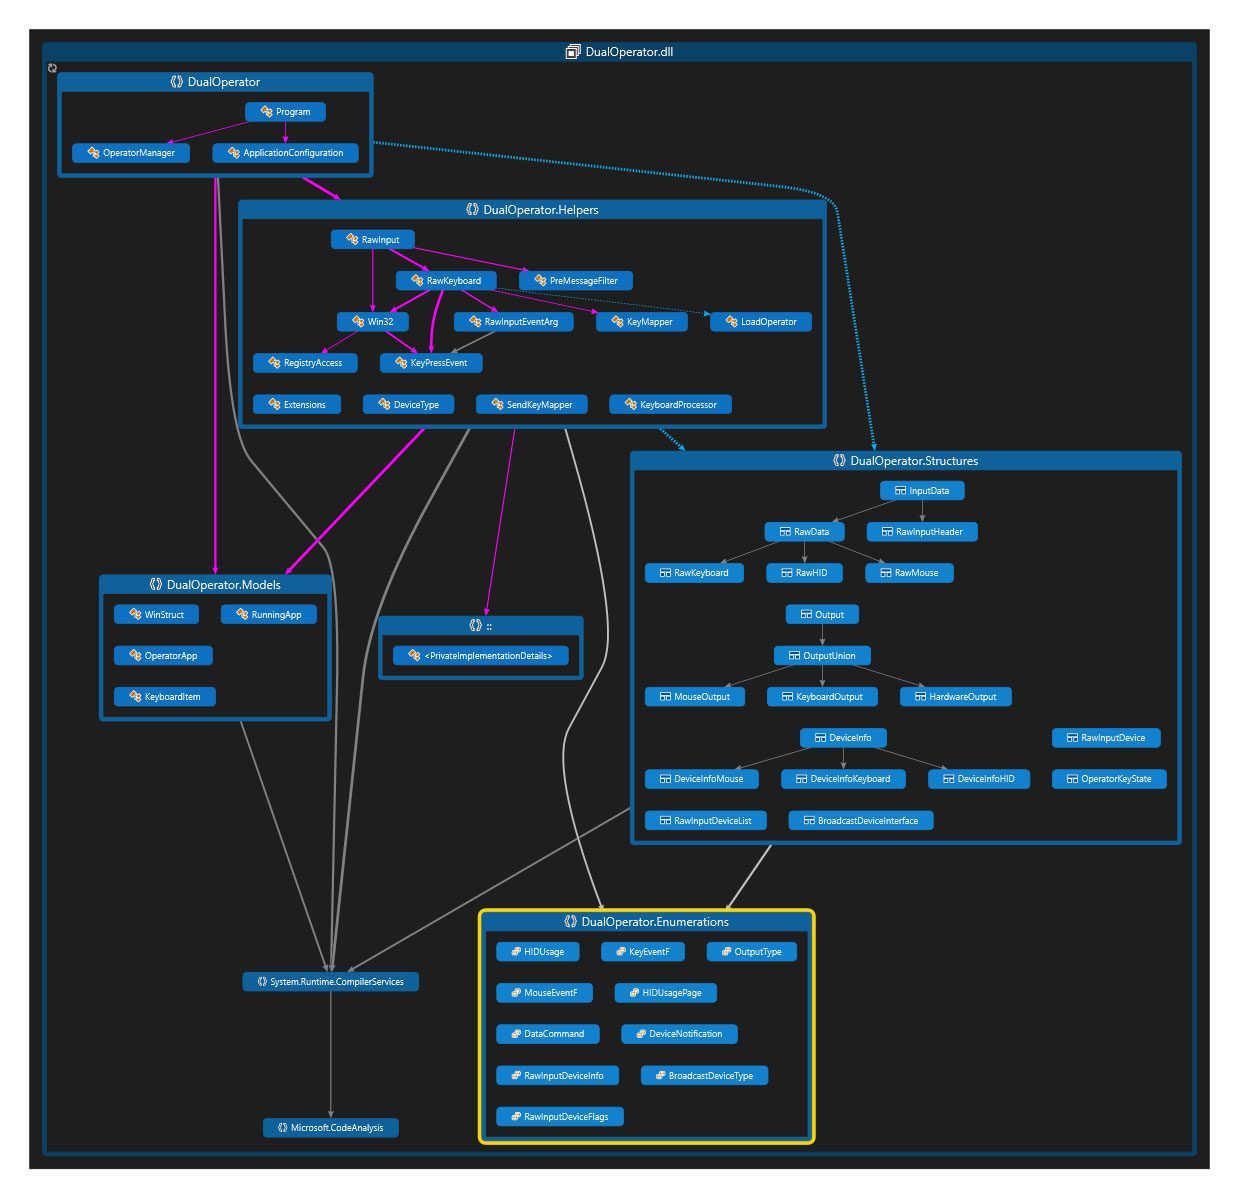 DualOperator.dll
DualOperator
Program
OperatorManager
ApplicationConfiguration
DualOperator.Helpers
RawInput
RawKeyboard
PreMessageFilter
Win32
RawInputEventArg
KeyMapper
LoadOperator
RegistryAccess
KeyPressEvent
Extensions
DeviceType
SendKeyMapper
KeyboardProcessor
DualOperator.Structures
InputData
RawData
RawInputHeader
RawKeyboard
RawHID
RawMouse
Output
OutputUnion
MouseOutput
KeyboardOutput
HardwareOutput
DeviceInfo
RawInputDevice
DeviceInfoMouse
DeviceInfoKeyboard
DeviceInfoHID
OperatorKeyState
RawInputDeviceList
BroadcastDeviceInterface
DualOperator.Models
WinStruct
RunningApp
OperatorApp
KeyboardItem
::
<PrivateImplementationDetails>
DualOperator.Enumerations
HIDUsage
KeyEventF
OutputType
MouseEventF
HIDUsagePage
DataCommand
DeviceNotification
RawInputDeviceInfo
BroadcastDeviceType
RawInputDeviceFlags
System.Runtime.CompilerServices
Microsoft.CodeAnalysis